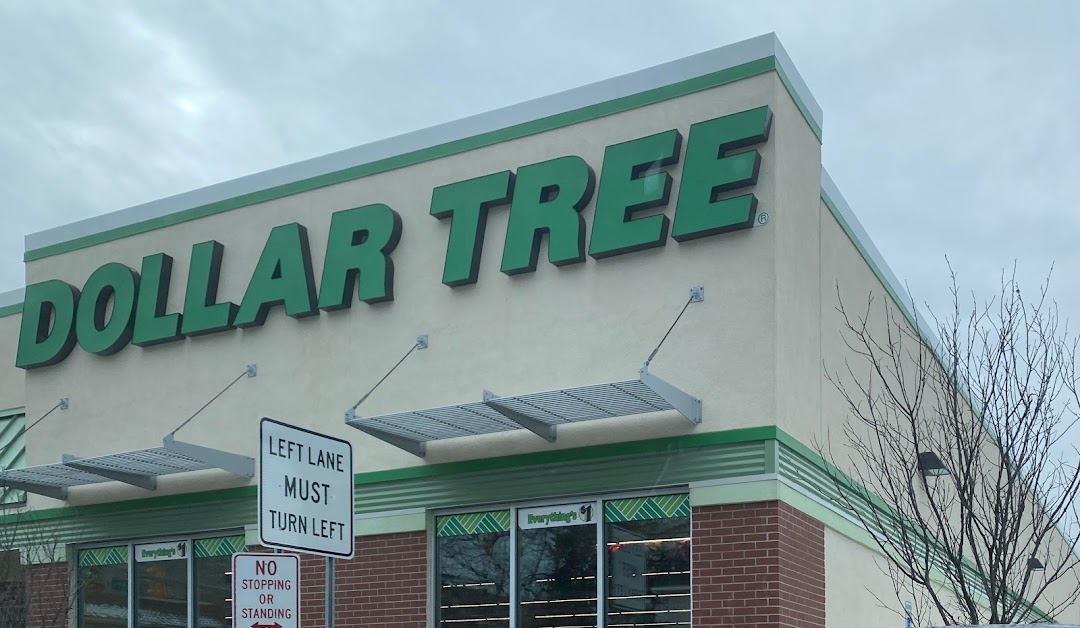 DOLLAR TREE®
LEFT LANE
MUST
TURN LEFT
Everything's $1
Everything's $1
NO
STOPPING
OR
STANDING